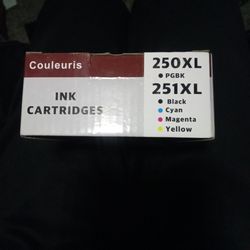 Couleuris
INK
CARTRIDGES
250XL
PGBK
251XL
Black
Cyan
Magenta
Yellow